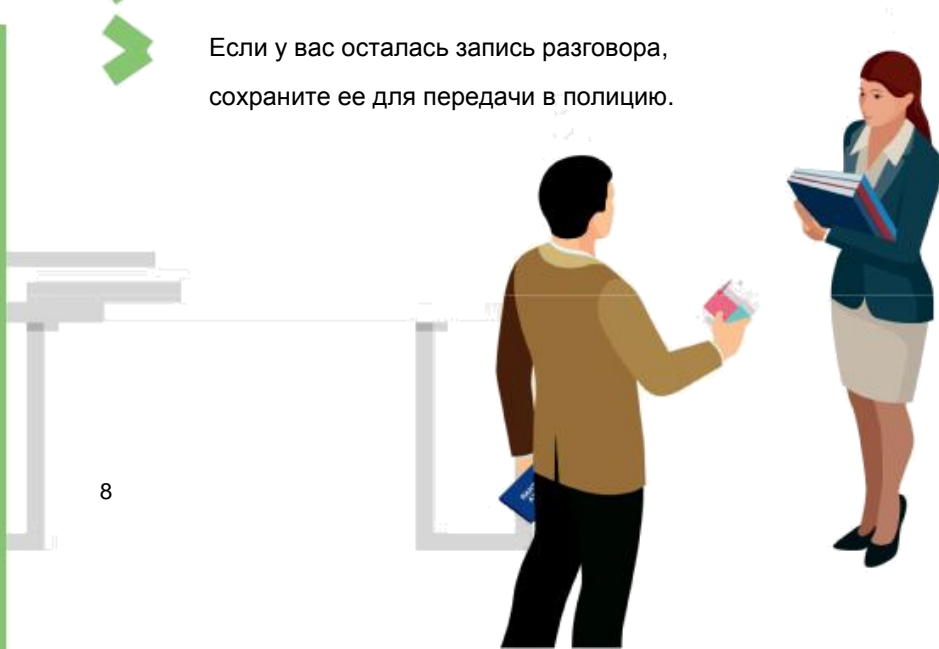 Если у вас осталась запись разговора,
сохраните ее для передачи в полицию.
8